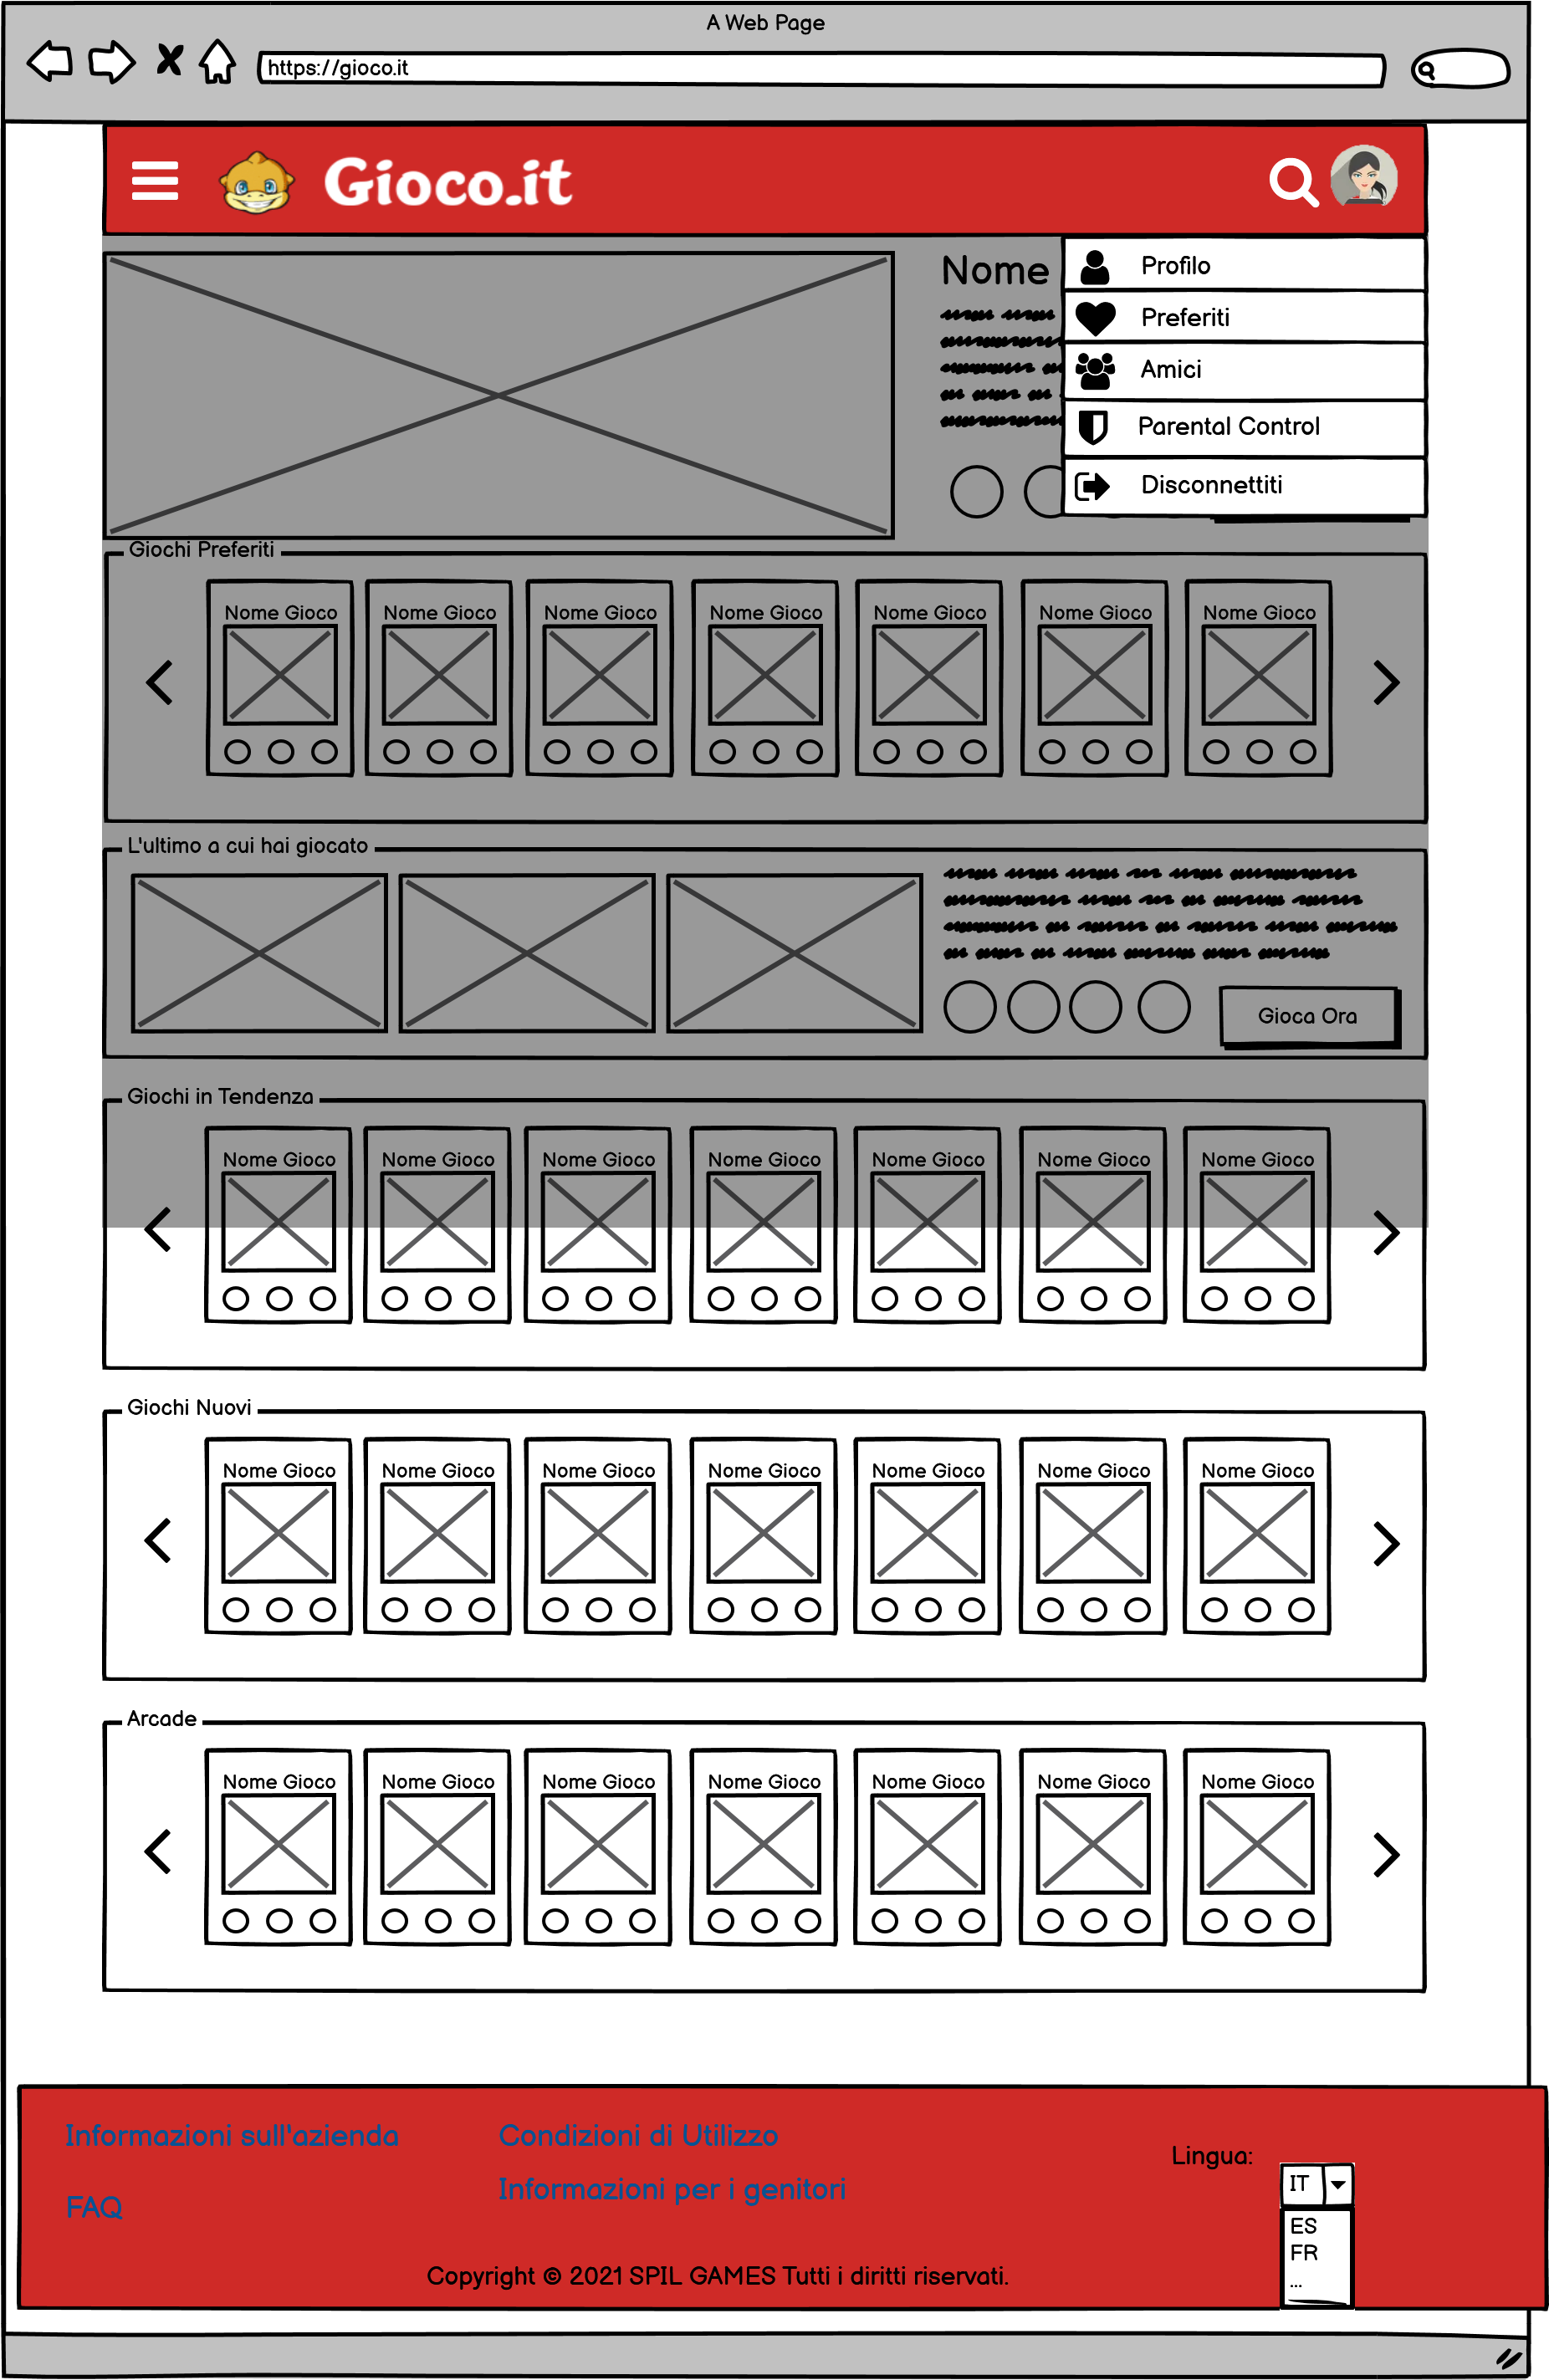 A Web Page
https://gioco.it
Gioco.it
Nome
Profilo
Preferiti
Amici
Parental Control
Disconnettiti
Giochi Preferiti
Nome Gioco Nome Gioco Nome Gioco Nome Gioco Nome Gioco Nome Gioco Nome Gioco
L'ultimo a cui hai giocato
Gioca Ora
Giochi in Tendenza
Nome Gioco Nome Gioco Nome Gioco Nome Gioco Nome Gioco Nome Gioco Nome Gioco
Giochi Nuovi
Nome Gioco Nome Gioco Nome Gioco Nome Gioco Nome Gioco Nome Gioco Nome Gioco
Arcade
Nome Gioco Nome Gioco Nome Gioco Nome Gioco Nome Gioco Nome Gioco Nome Gioco
Informazioni sull'azienda
FAQ
Condizioni di Utilizzo
Informazioni per i genitori
Lingua:
IT
ES
FR
...
Copyright © 2021 SPIL GAMES Tutti i diritti riservati.